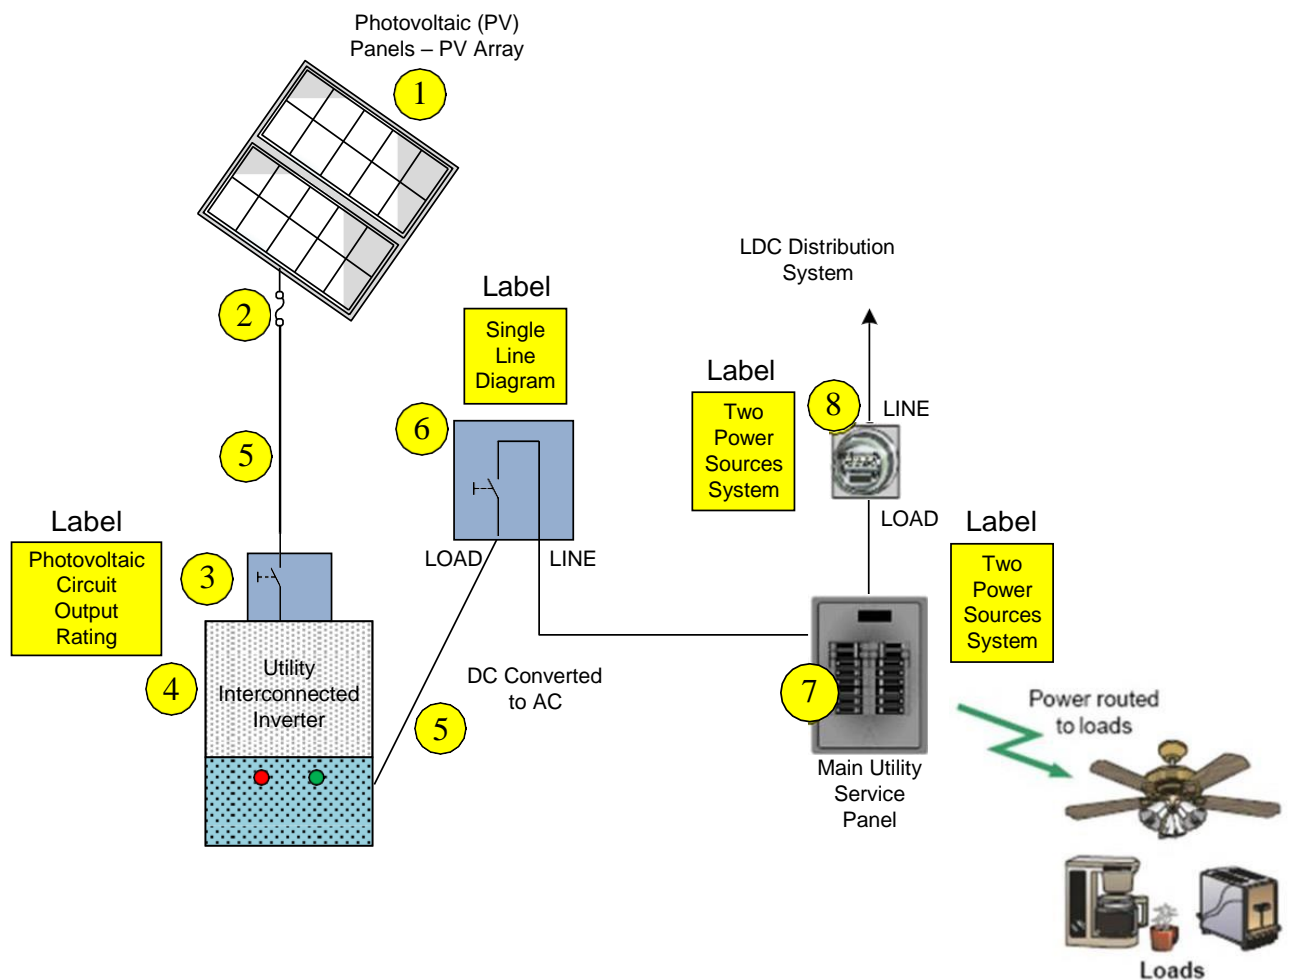 Photovoltaic (PV)
Panels – PV Array
1
2
LDC Distribution
System
Label
Single
Line
Diagram
Label
Two
Power
Sources
System
8
LINE
6
5
LOAD
Label
Two
Power
Sources
System
Label
Photovoltaic
Circuit
Output
Rating
3
LOAD
LINE
4
Utility
Interconnected
Inverter
DC Converted
to AC
5
7
Main Utility
Service
Panel
Power routed
to loads
Loads